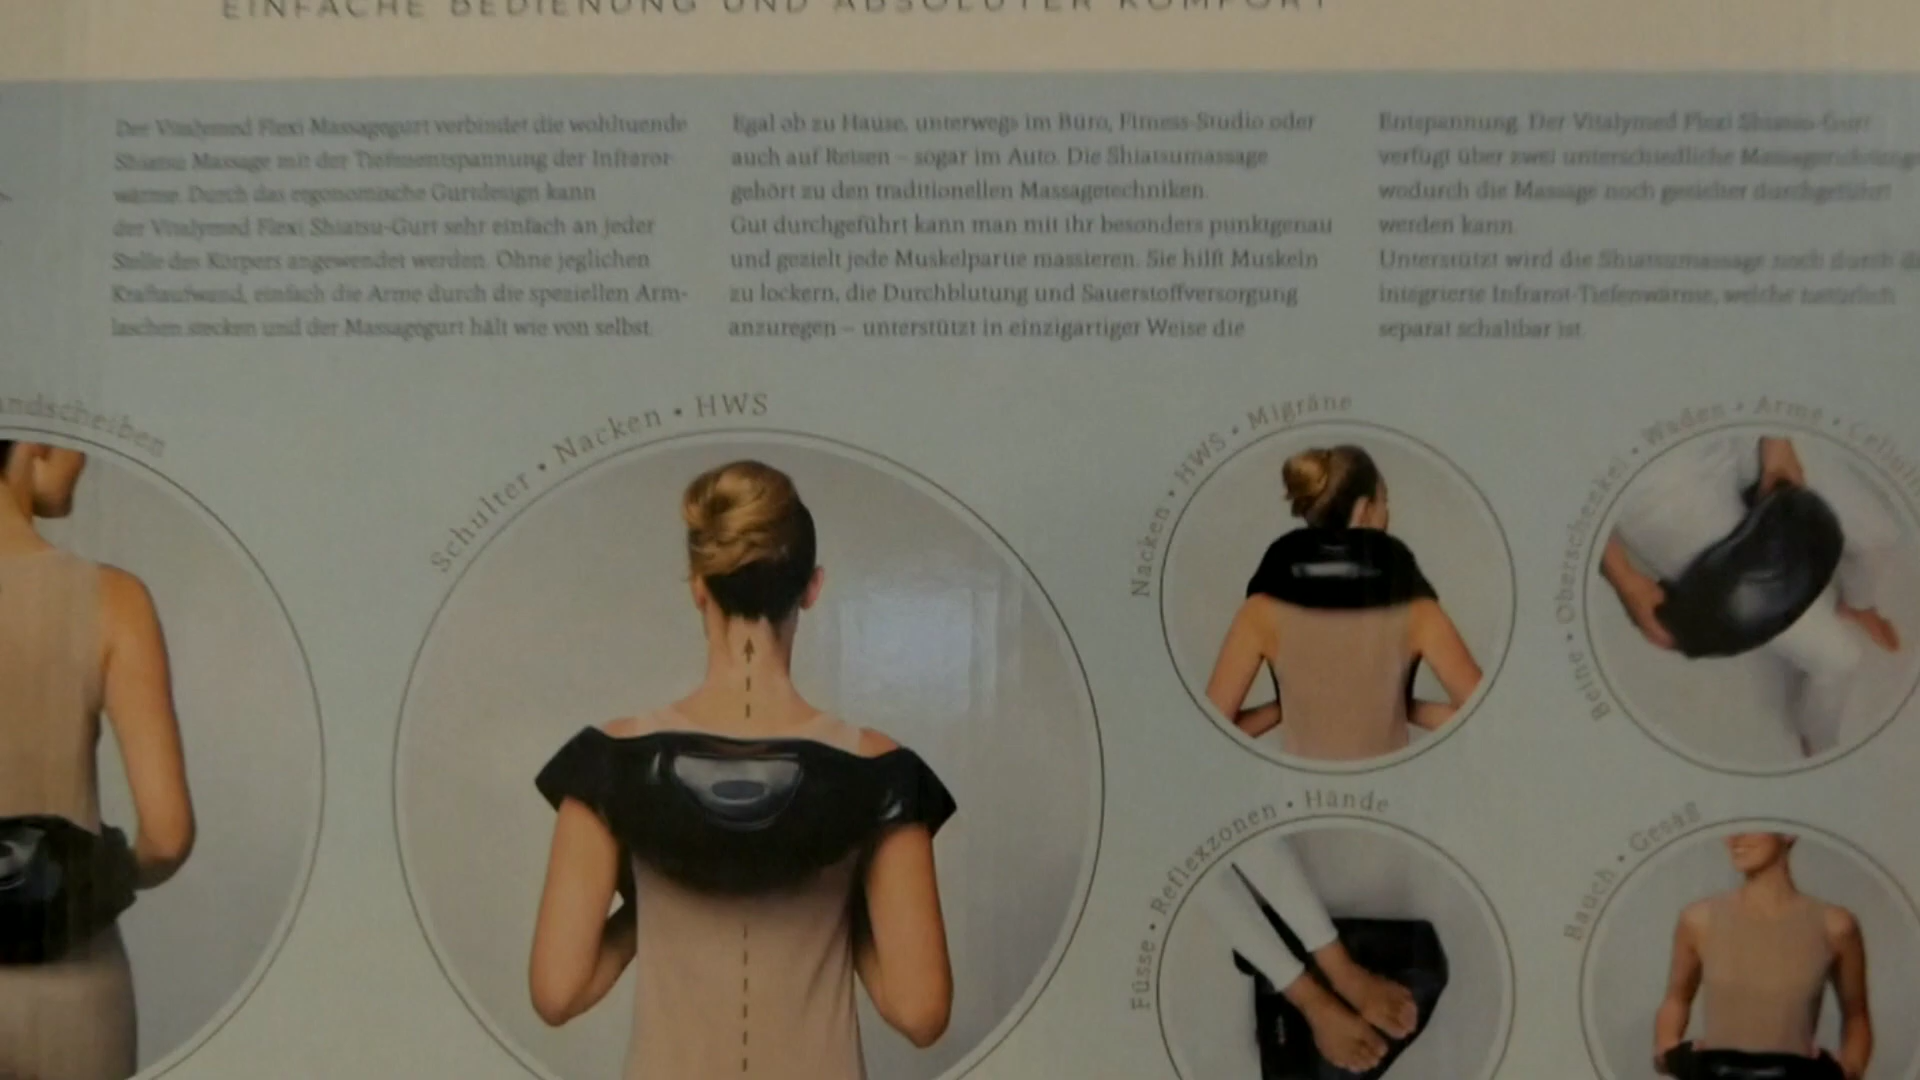 EINFACHE BEDIENUNG UND ABSOLUTER KOMFORT
Der Vitalymed Flexi Massagegurt verbindet die wohltuende
Shiatsu Massage mit der Tiefenentspannung der Infrarot-
wärme. Durch das ergonomische Gurtdesign kann
der Vitalymed Flexi Shiatsu-Gurt sehr einfach an jeder
Stelle des Körpers angewendet werden. Ohne jeglichen
Kraftaufwand, einfach die Arme durch die speziellen Arm-
laschen stecken und der Massagegurt hält wie von selbst.
Egal ob zu Hause, unterwegs im Büro, Fitness-Studio oder
auch auf Reisen – sogar im Auto. Die Shiatsumassage
gehört zu den traditionellen Massagetechniken.
Gut durchgeführt kann man mit ihr besonders punktgenau
und gezielt jede Muskelpartie massieren. Sie hilft Muskeln
zu lockern, die Durchblutung und Sauerstoffversorgung
anzuregen – unterstützt in einzigartiger Weise die
Entspannung. Der Vitalymed Flexi Shiatsu-Gurt
verfügt über zwei unterschiedliche
wodurch die Massage noch gezielter durchgeführt
werden kann.
Unterstützt wird die Shiatsumassage noch durch
integrierte Infrarot-Tiefenwärme, welche natürlich
separat schaltbar ist.
andscheiben
Schulter • Nacken • HWS
Nacken • HWS • Migräne
Beine • Oberschenkel • Waden • Arme •
Füsse • Reflexzonen • Hände
Bauch • Gesäß